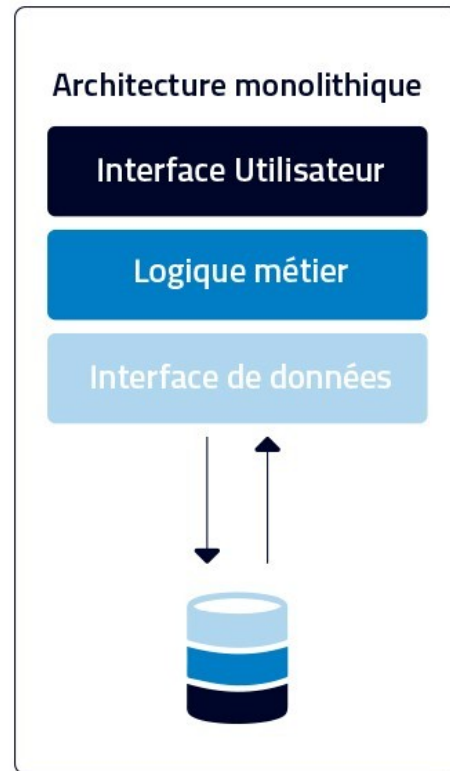 Architecture monolithique
Interface Utilisateur
Logique métier
Interface de données